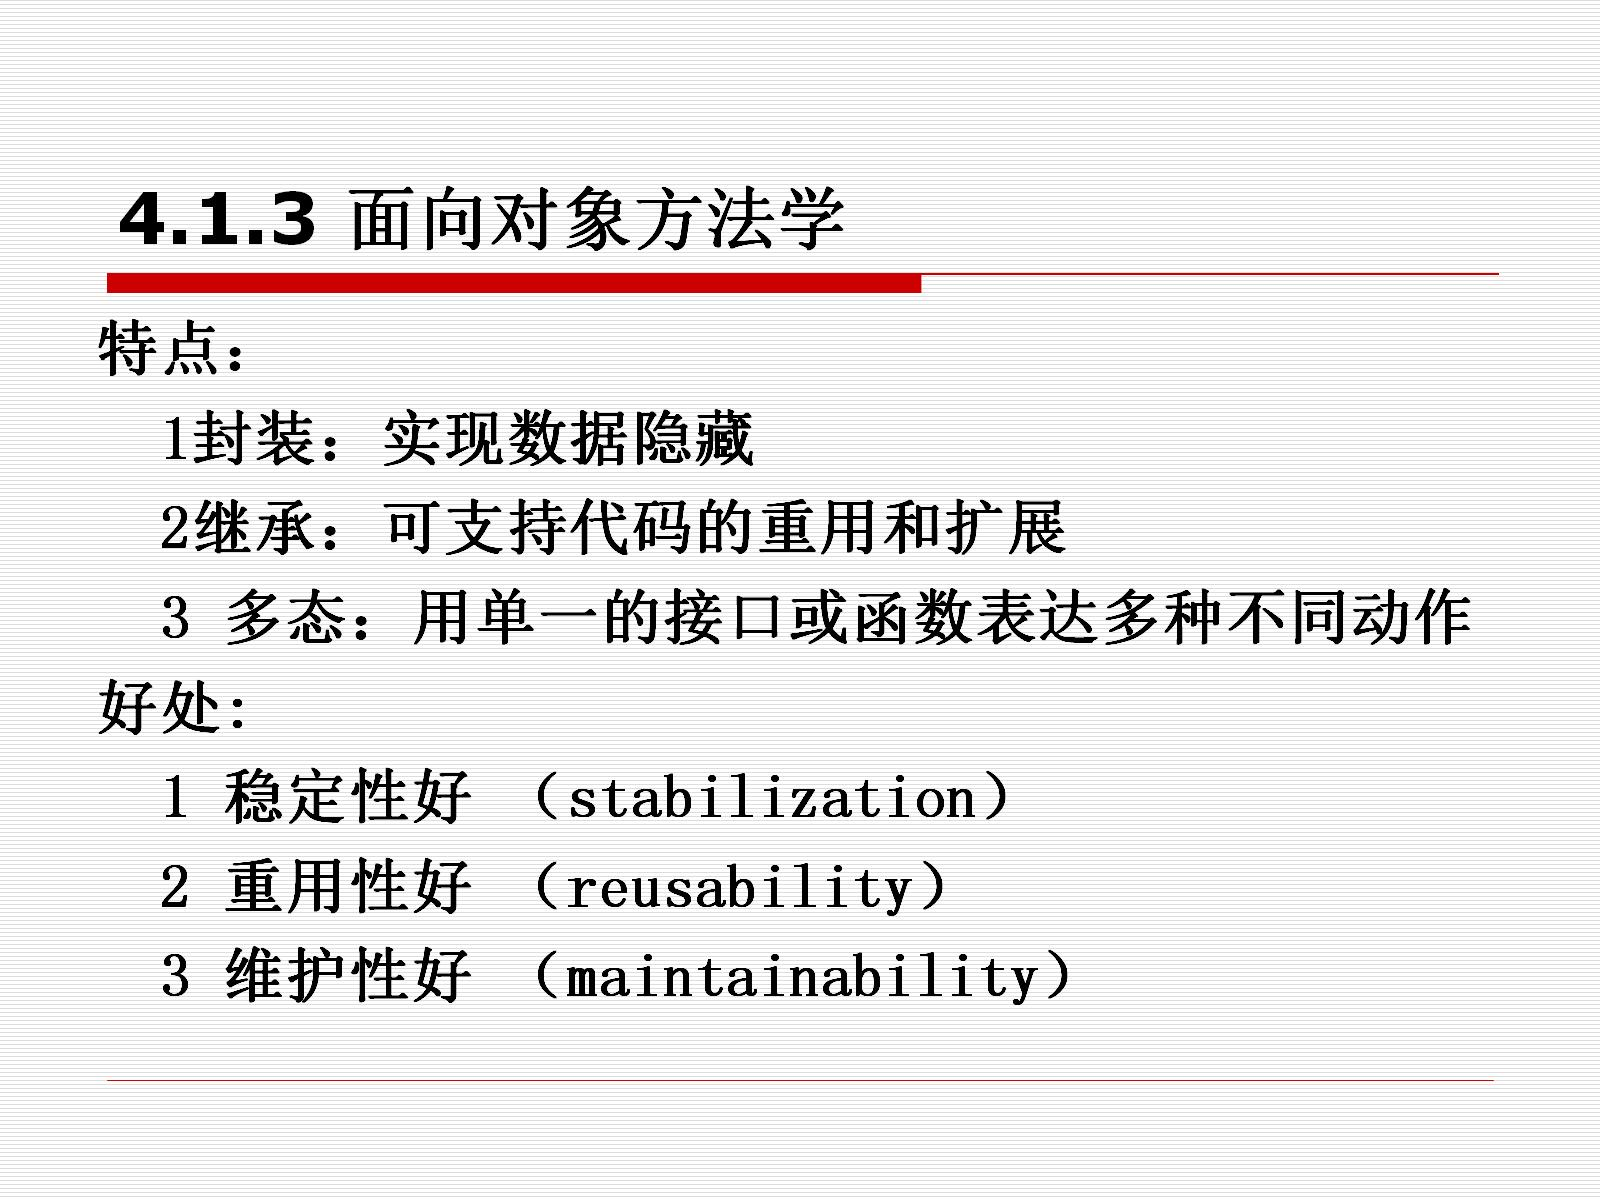 4.1.3 面向对象方法学
特点：
1封装：实现数据隐藏
2继承：可支持代码的重用和扩展
3 多态：用单一的接口或函数表达多种不同动作
好处：
1 稳定性好 （stabilization）
2 重用性好 （reusability）
3 维护性好 （maintainability）